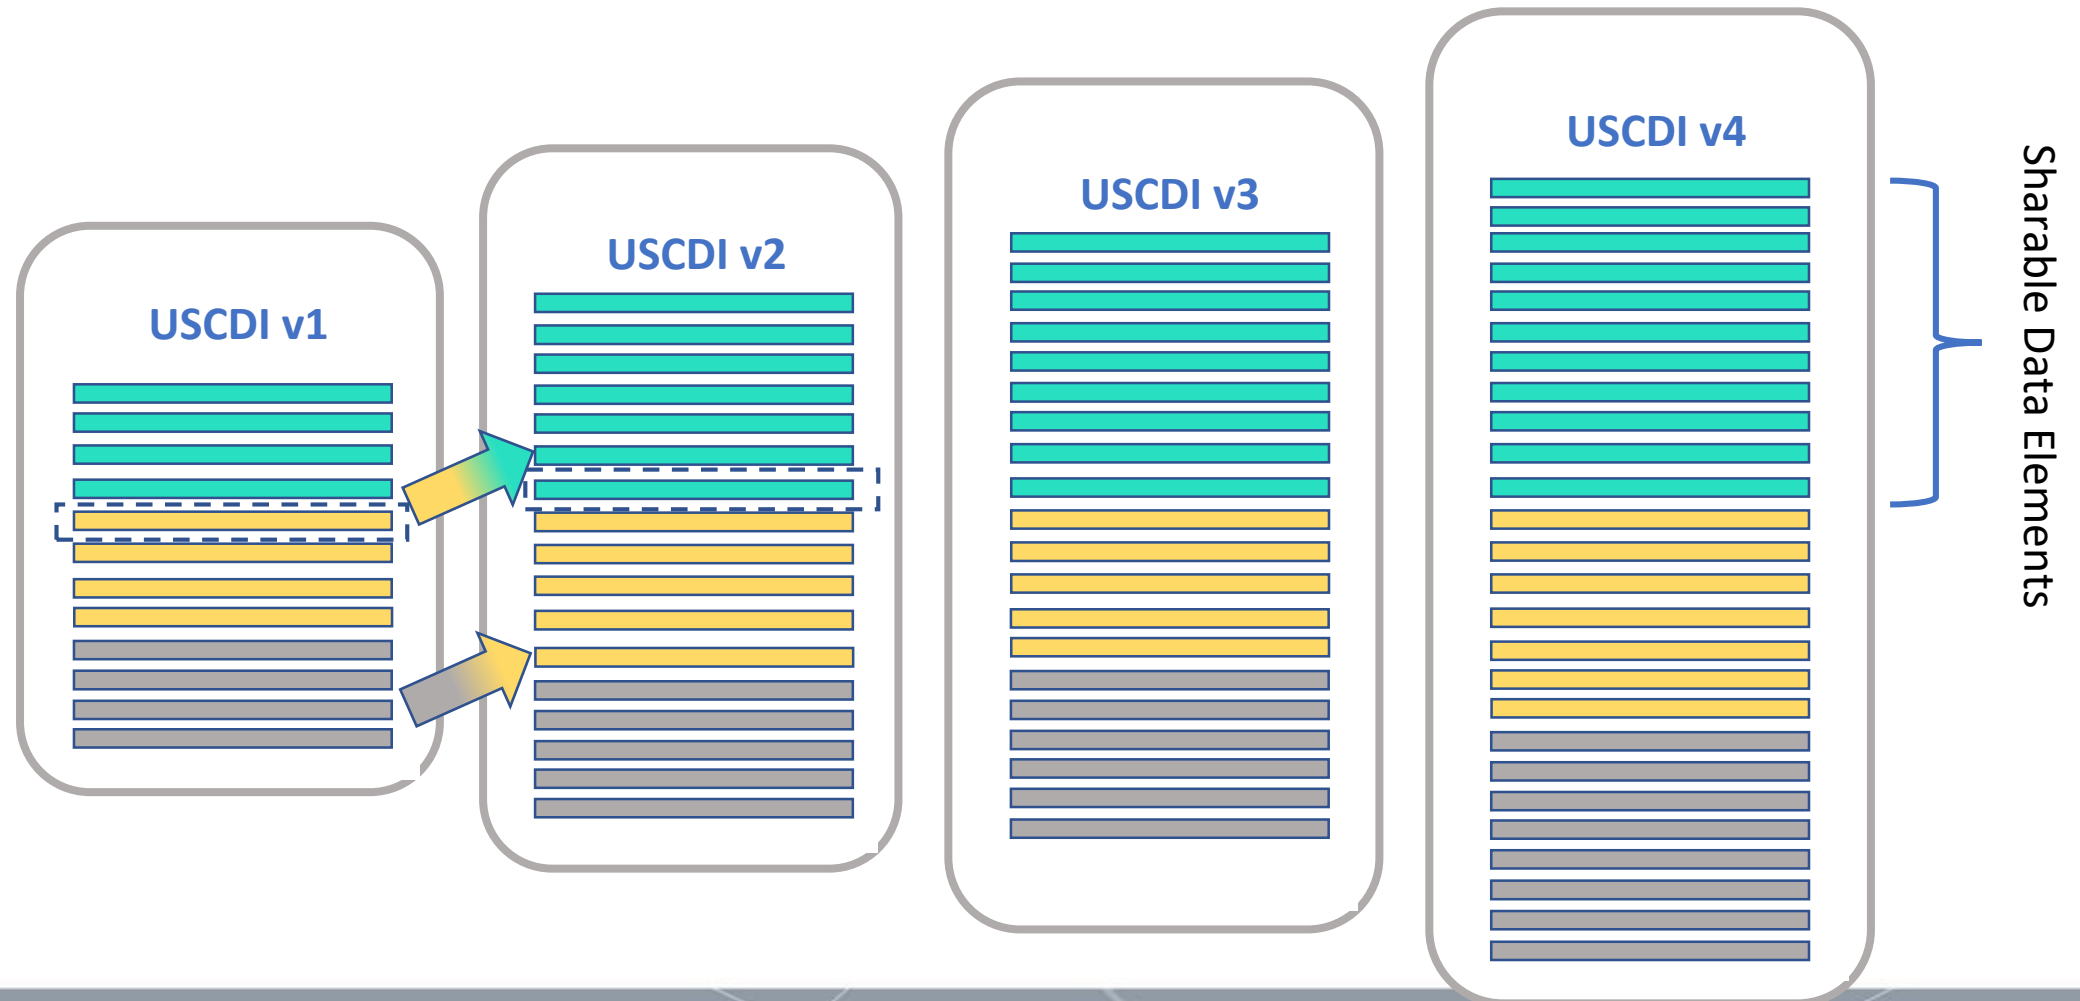 USCDI v1
USCDI v2
USCDI v3
USCDI v4
Sharable Data Elements